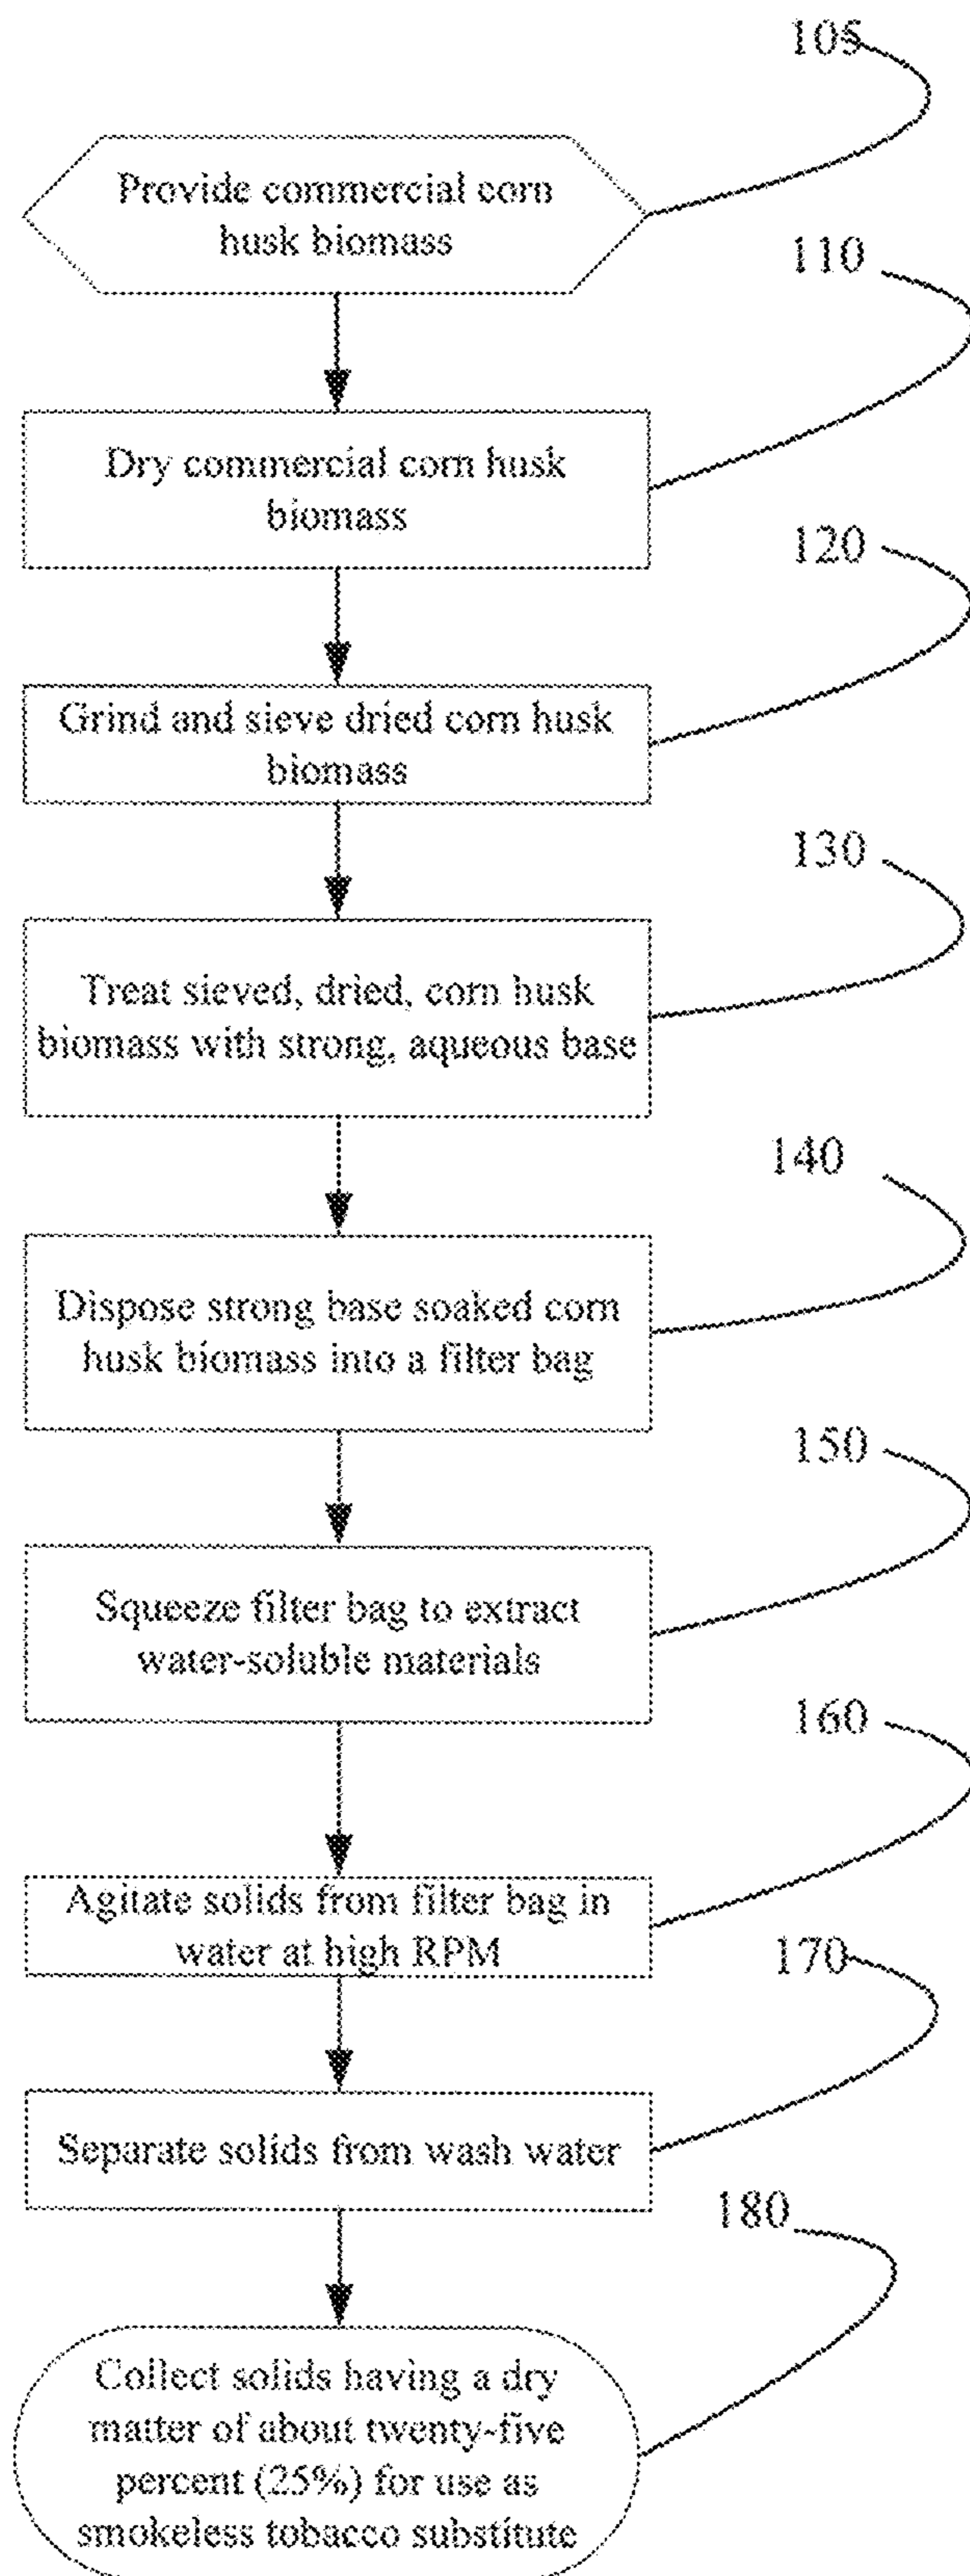 105
Provide commercial corn
husk biomass
110
Dry commercial corn husk
biomass
120
Grind and sieve dried corn husk
biomass
130
Treat sieved, dried, corn husk
biomass with strong, aqueous base
140
Dispose strong base soaked corn
husk biomass into a filter bag
150
Squeeze filter bag to extract
water-soluble materials
160
Agitate solids from filter bag in
water at high RPM
170
Separate solids from wash water
180
Collect solids having a dry
matter of about twenty-five
percent (25%) for use as
smokeless tobacco substitute